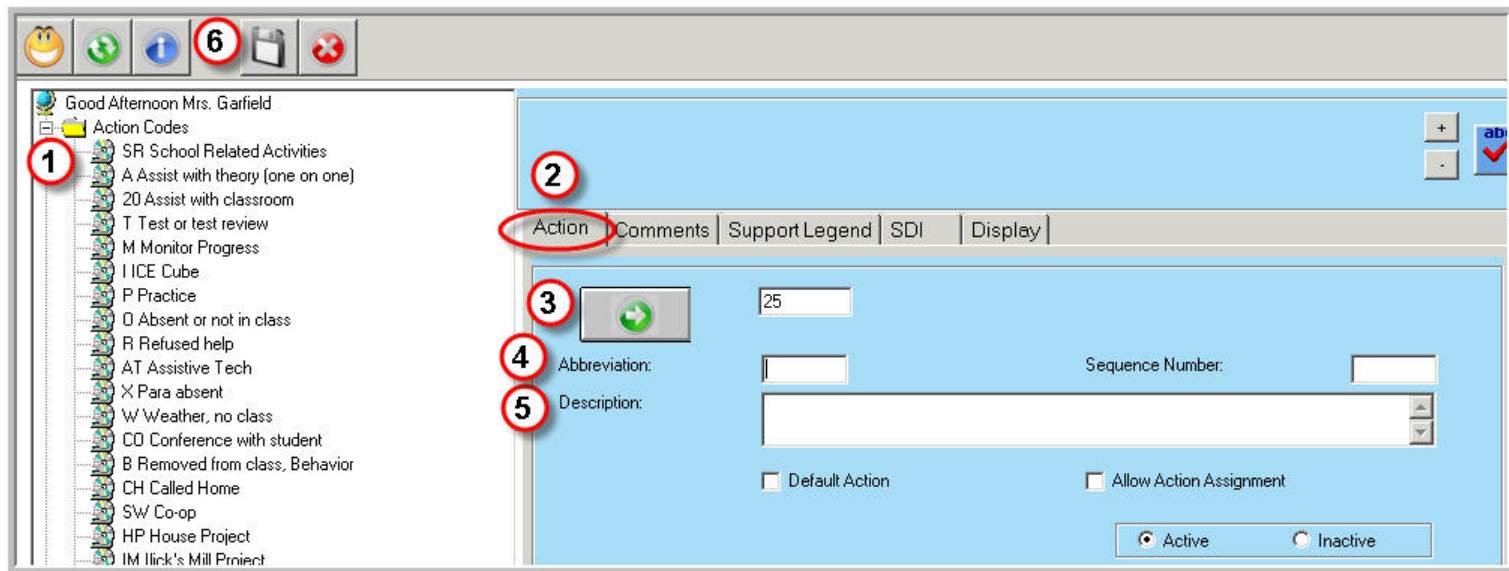 6
Good Afternoon Mrs. Garfield
Action Codes
1
SR School Related Activities
A Assist with theory (one on one)
20 Assist with classroom
T Test or test review
M Monitor Progress
I ICE Cube
P Practice
O Absent or not in class
R Refused help
AT Assistive Tech
X Para absent
W Weather, no class
CO Conference with student
B Removed from class, Behavior
CH Called Home
SW Co-op
HP House Project
IM Ilick's Mill Project
+
-
2
Action Comments Support Legend SDI Display
3
25
4 Abbreviation: Sequence Number:
5 Description:
Default Action Allow Action Assignment
Active Inactive